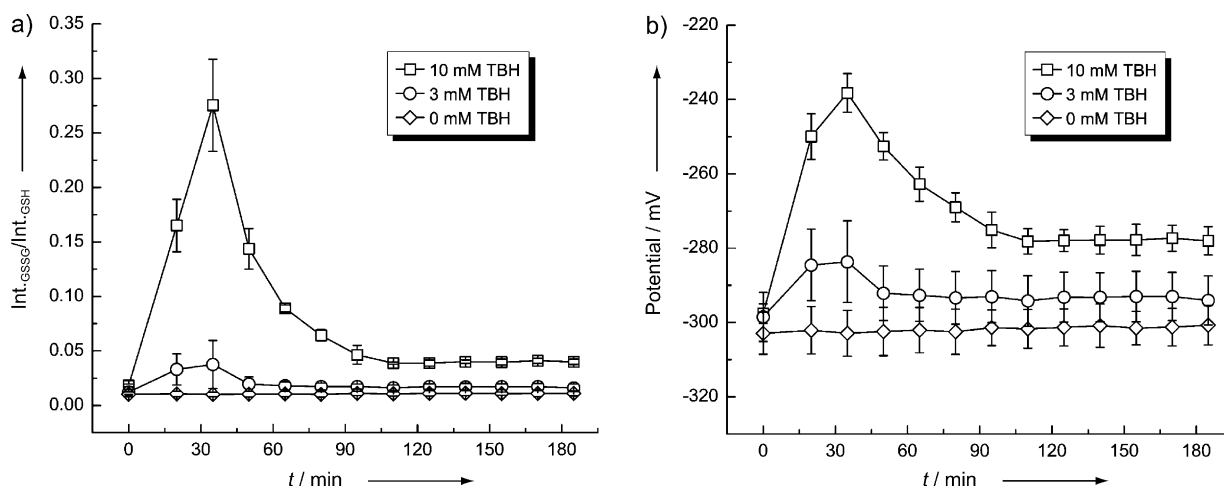 a)
0.35
0.30
0.25
0.20
0.15
0.10
0.05
0.00
Int.GSSG/Int.GSH
10 mM TBH
3 mM TBH
0 mM TBH
0 30 60 90 120 150 180
t / min
b)
-220
-240
-260
-280
-300
-320
Potential / mV
10 mM TBH
3 mM TBH
0 mM TBH
0 30 60 90 120 150 180
t / min